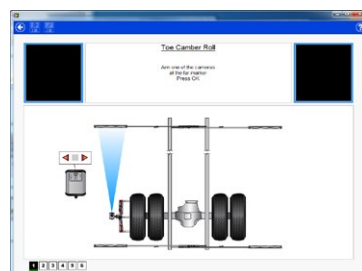 Toe Camber Roll
Aim one of the cameras
at the far marker
Press OK
1 2 3 4 5 6